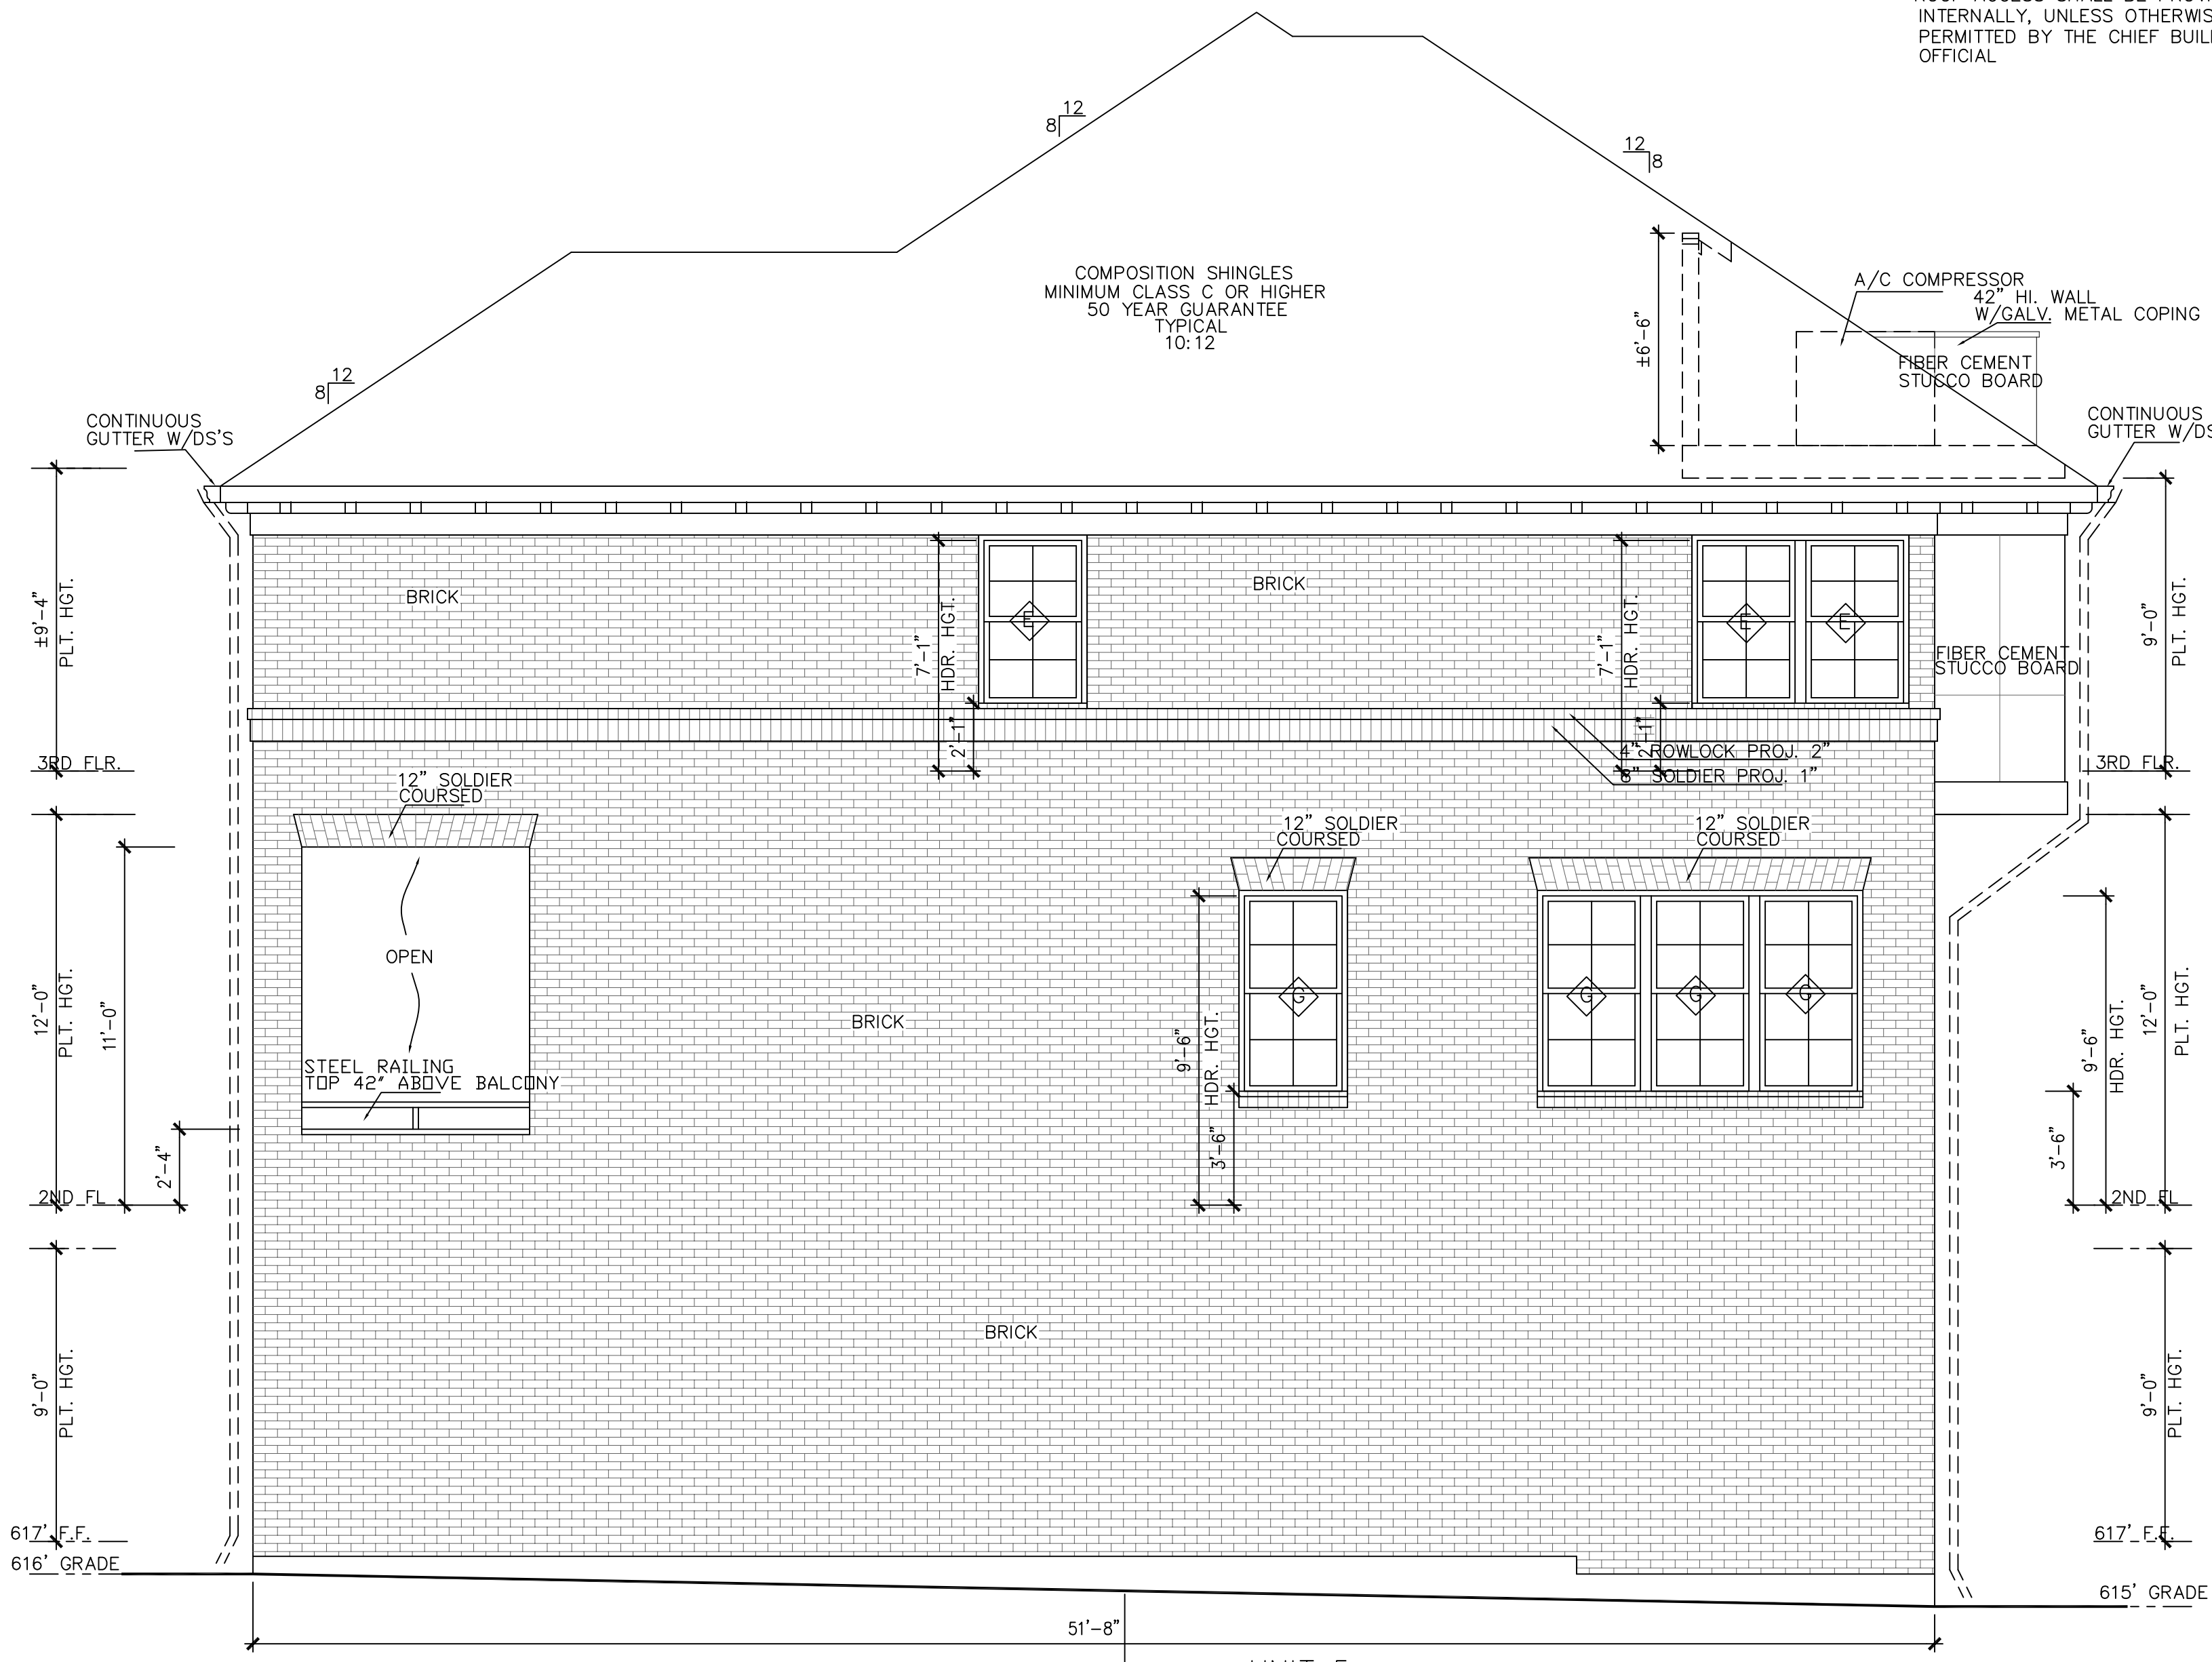 INTERNALLY, UNLESS OTHERWIS
PERMITTED BY THE CHIEF BUIL
OFFICIAL
12
8
12
8
COMPOSITION SHINGLES
MINIMUM CLASS C OR HIGHER
50 YEAR GUARANTEE
TYPICAL
10:12
A/C COMPRESSOR
42" HI. WALL
W/GALV. METAL COPING
±6'-6"
FIBER CEMENT
STUCCO BOARD
12
8
CONTINUOUS
GUTTER W/DS'S
CONTINUOUS
GUTTER W/DS
BRICK
BRICK
±9'-4"
PLT. HGT.
7'-1"
HDR. HGT.
2'-1"
E
7'-1"
HDR. HGT.
2'-1"
E
E
FIBER CEMENT
STUCCO BOARD
9'-0"
PLT. HGT.
4" ROWLOCK PROJ. 2"
8" SOLDIER PROJ. 1"
3RD FLR.
3RD FLR.
12" SOLDIER
COURSED
12" SOLDIER
COURSED
12" SOLDIER
COURSED
OPEN
12'-0"
PLT. HGT.
11'-0"
BRICK
9'-6"
HDR. HGT.
G
G
G
G
9'-6"
HDR. HGT.
12'-0"
PLT. HGT.
STEEL RAILING
TOP 42" ABOVE BALCONY
2'-4"
3'-6"
3'-6"
2ND FL
2ND FL
BRICK
9'-0"
PLT. HGT.
9'-0"
PLT. HGT.
617' F.F.
617' F.F.
616' GRADE
615' GRADE
51'-8"